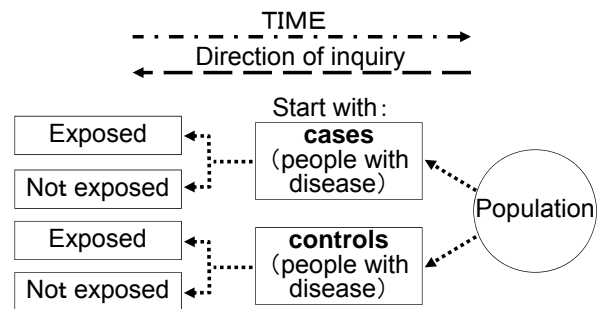 TIME
Direction of inquiry
Start with:
cases
(people with
disease)
Exposed
Not exposed
Population
controls
(people with
disease)
Exposed
Not exposed